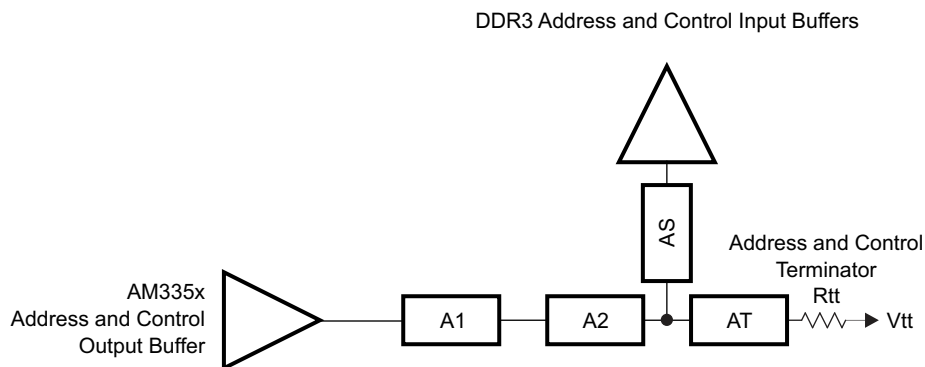 DDR3 Address and Control Input Buffers
AS
Address and Control
Terminator
Rtt
AM335x
Address and Control
Output Buffer
A1
A2
AT
Vtt